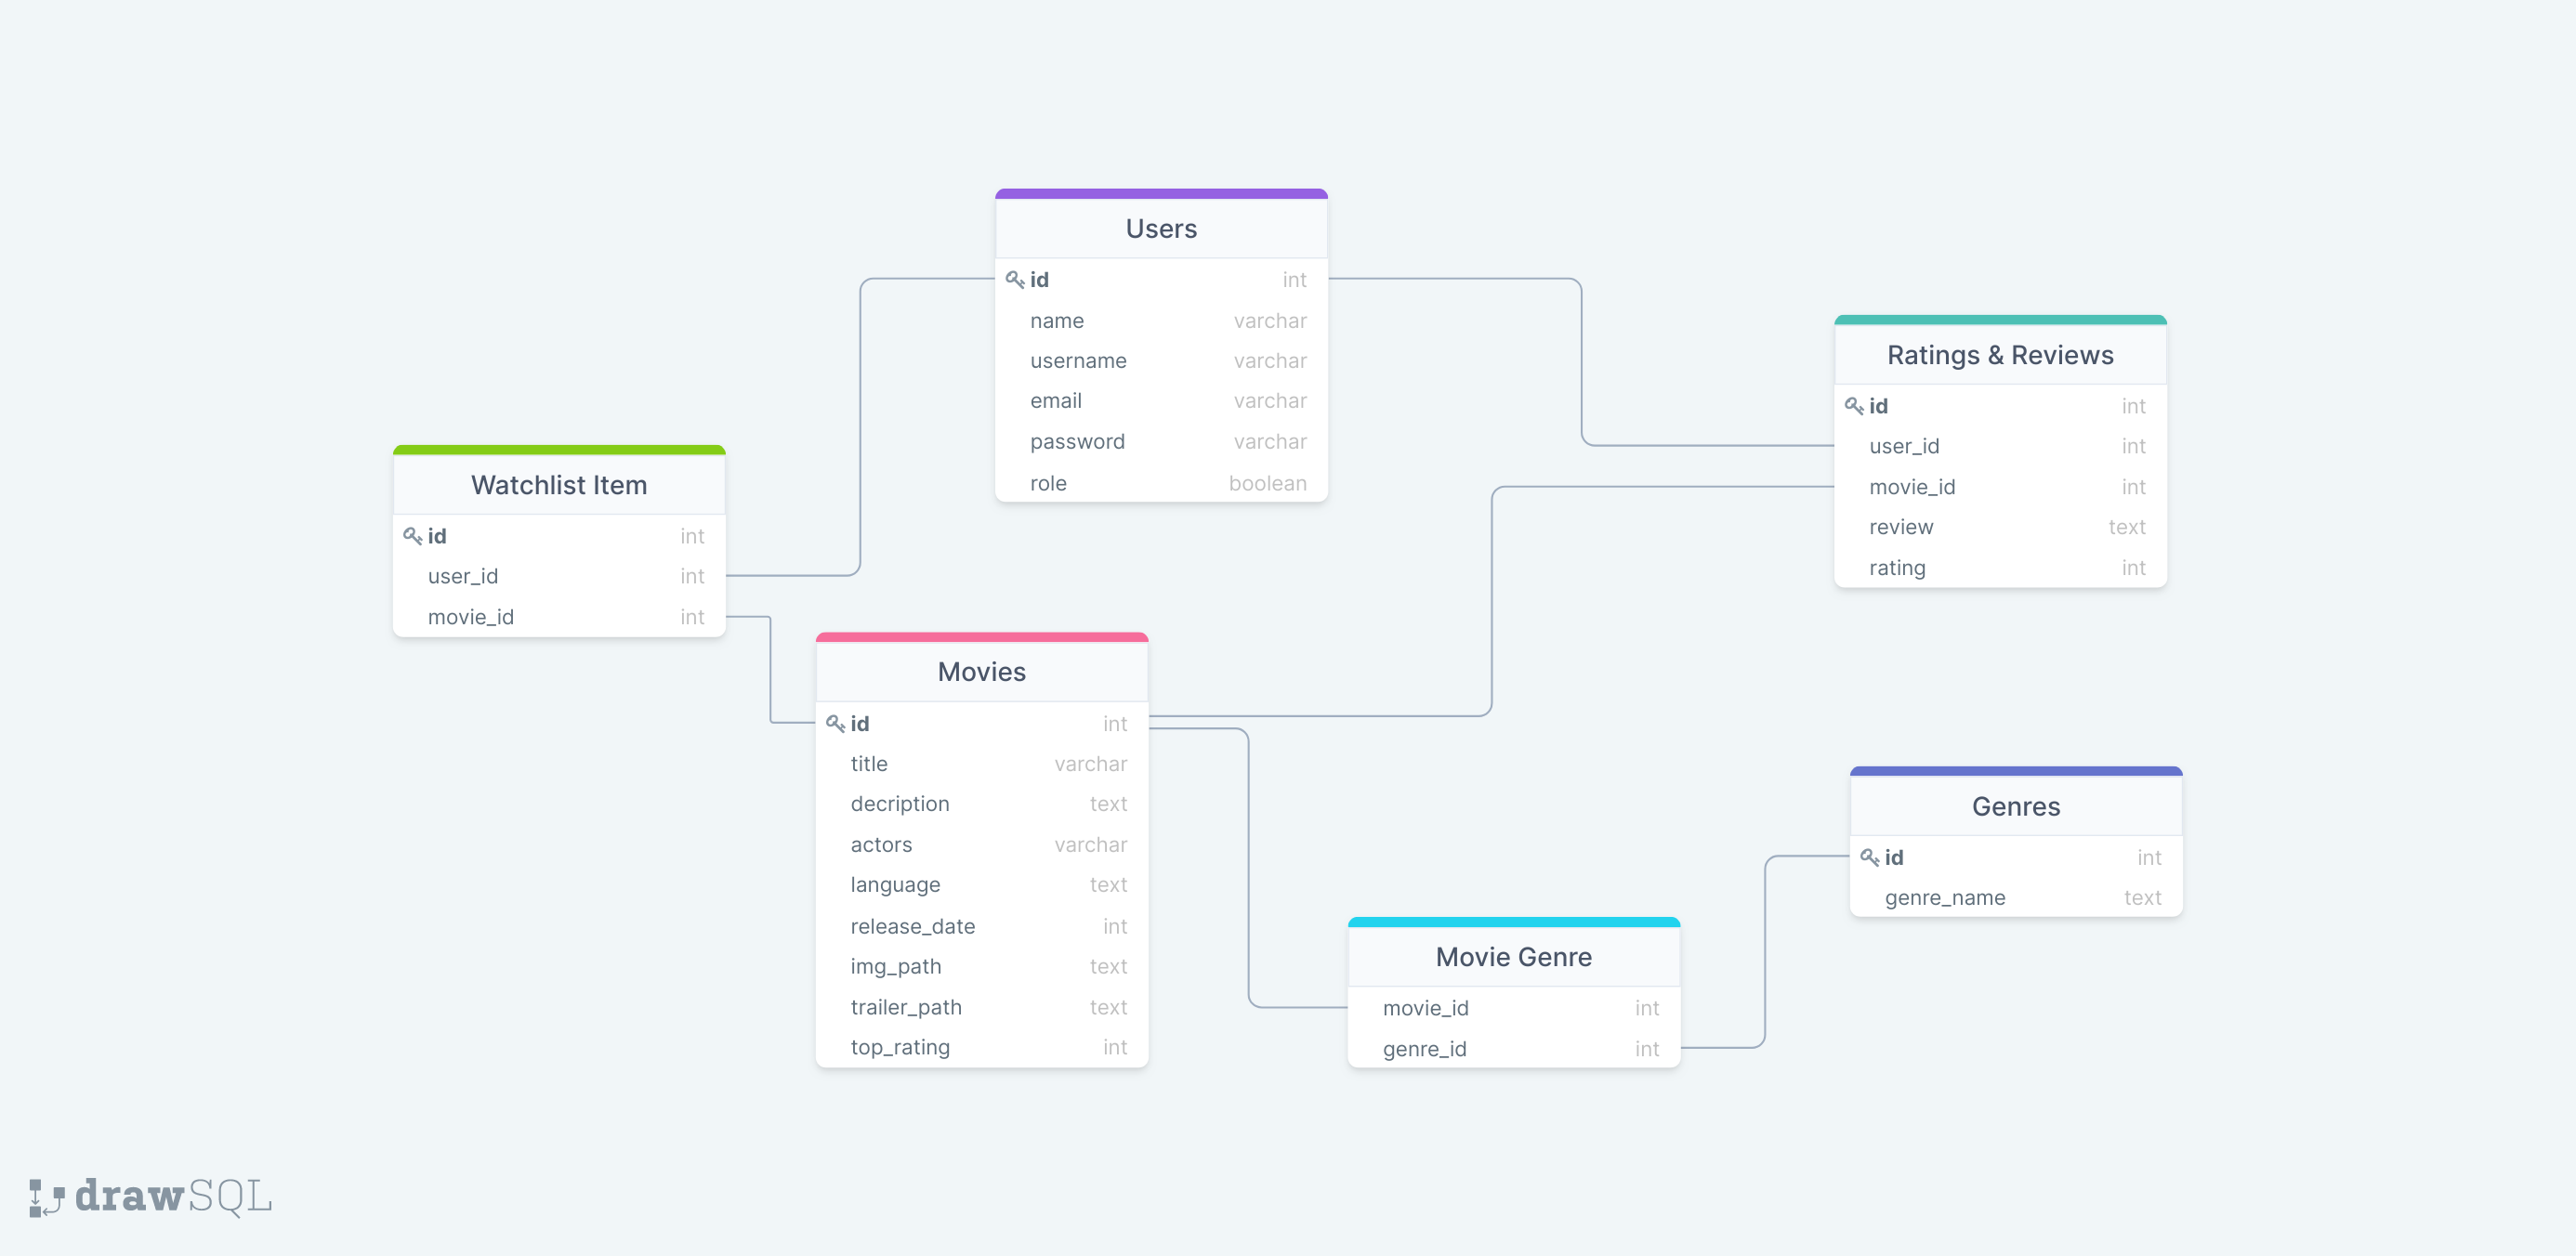 Users
id int
name varchar
username varchar
email varchar
password varchar
role boolean
Ratings & Reviews
id int
user_id int
movie_id int
review text
rating int
Watchlist Item
id int
user_id int
movie_id int
Movies
id int
title varchar
decription text
actors varchar
language text
release_date int
img_path text
trailer_path text
top_rating int
Genres
id int
genre_name text
Movie Genre
movie_id int
genre_id int
drawSQL